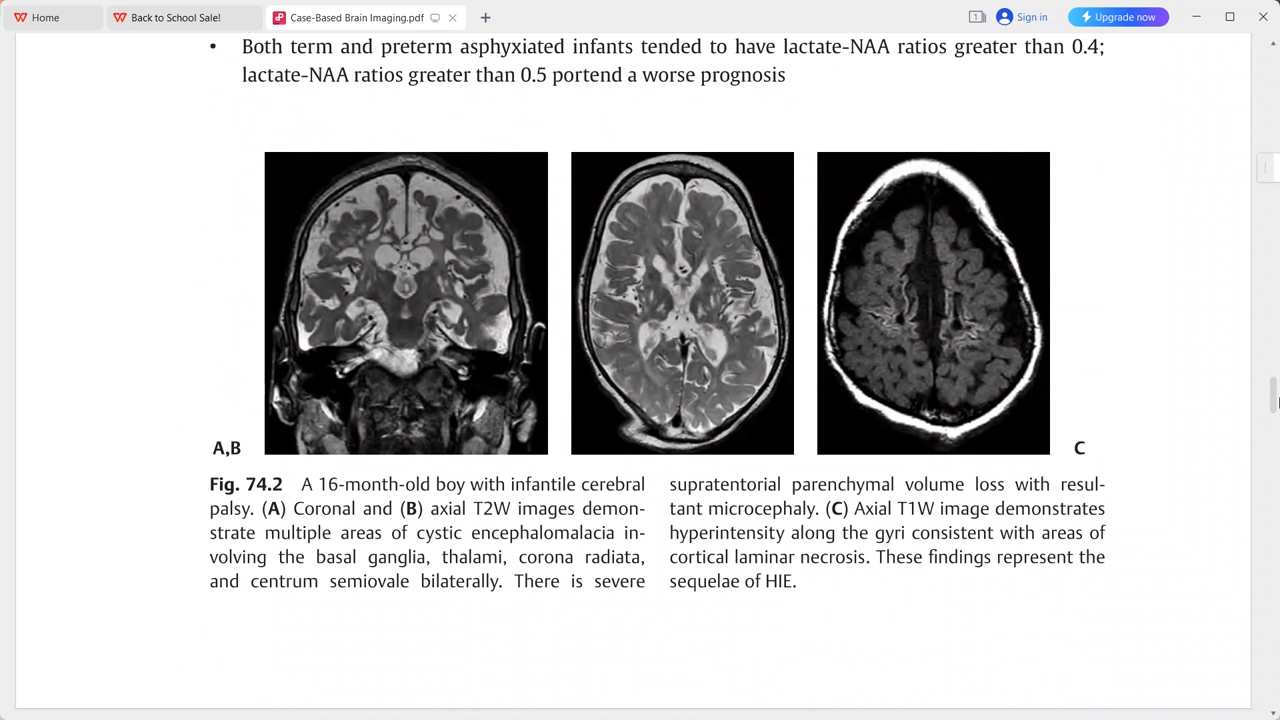 Home
Back to School Sale!
Case-Based Brain Imaging.pdf
1
Sign in
Upgrade now
• Both term and preterm asphyxiated infants tended to have lactate-NAA ratios greater than 0.4;
lactate-NAA ratios greater than 0.5 portend a worse prognosis
A,B
C
Fig. 74.2 A 16-month-old boy with infantile cerebral
palsy. (A) Coronal and (B) axial T2W images demon-
strate multiple areas of cystic encephalomalacia in-
volving the basal ganglia, thalami, corona radiata,
and centrum semiovale bilaterally. There is severe
supratentorial parenchymal volume loss with resul-
tant microcephaly. (C) Axial T1W image demonstrates
hyperintensity along the gyri consistent with areas of
cortical laminar necrosis. These findings represent the
sequelae of HIE.